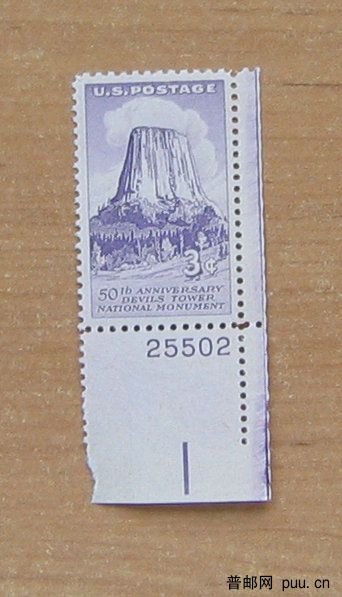 U.S.POSTAGE
3¢
50th ANNIVERSARY
DEVILS TOWER
NATIONAL MONUMENT
25502
普邮网 puu.cn